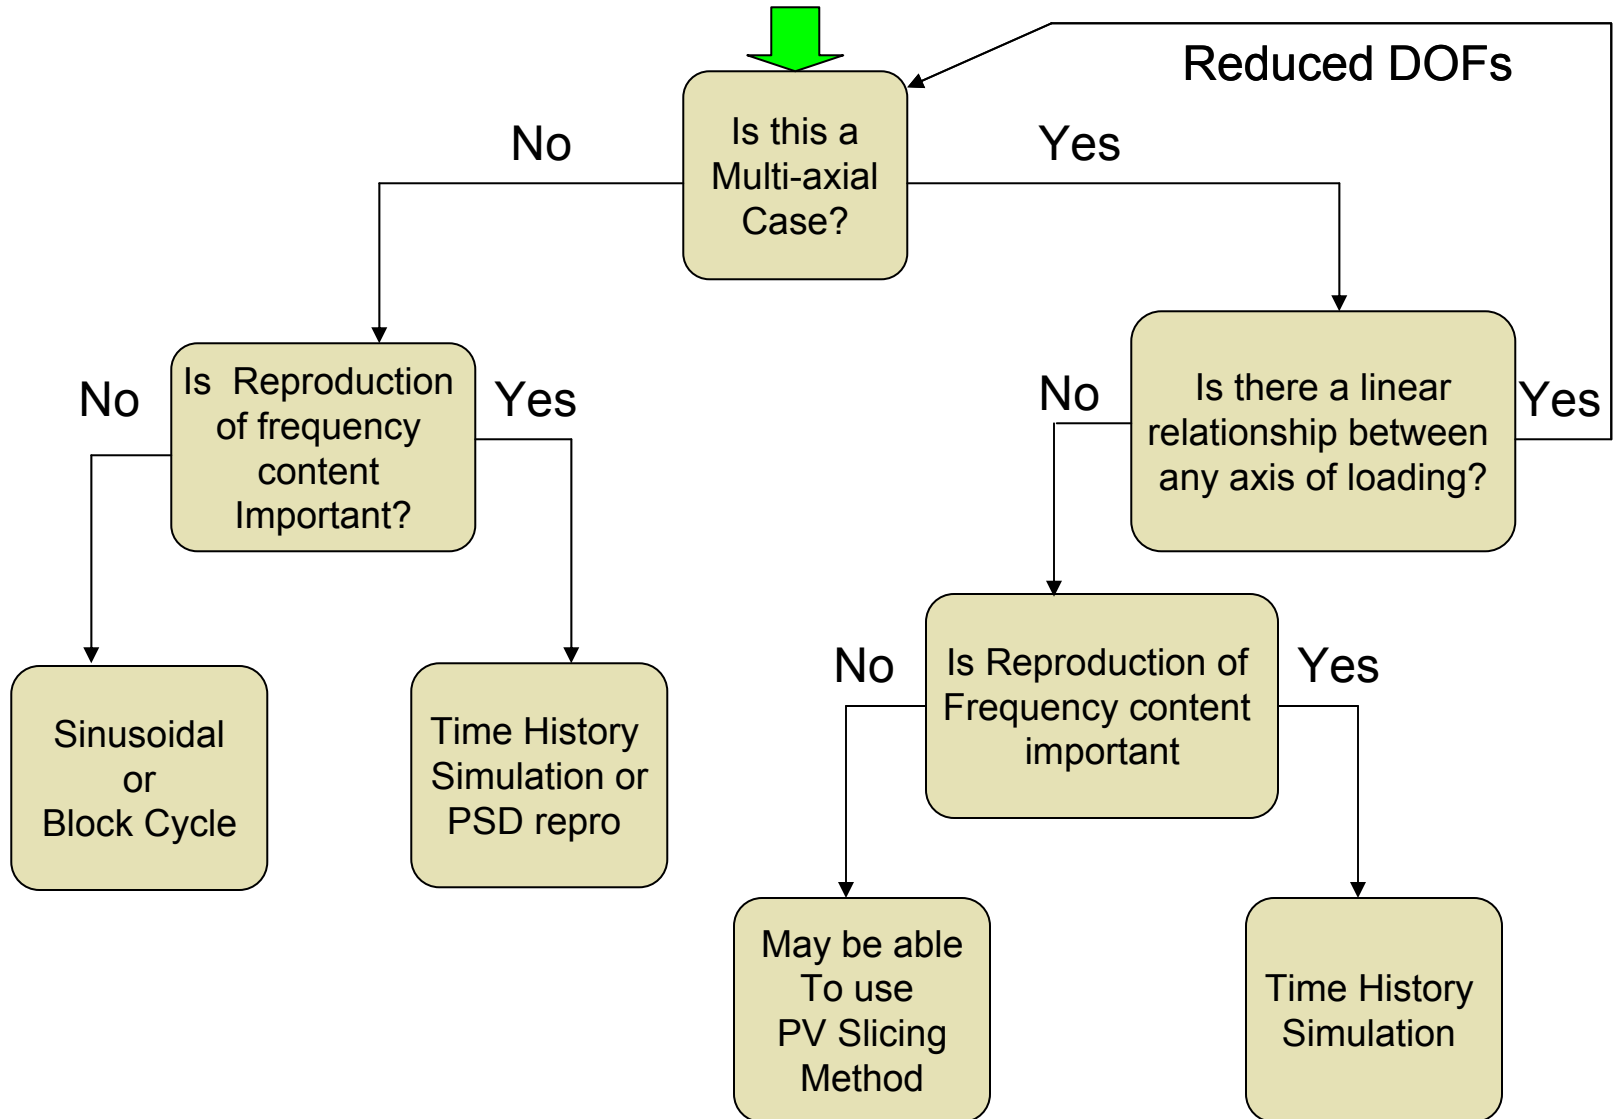 Reduced DOFs
No
Yes
Is this a
Multi-axial
Case?
No
Yes
Is  Reproduction
of frequency
content
Important?
No
Yes
Is there a linear
relationship between
any axis of loading?
Sinusoidal
or
Block Cycle
Time History
Simulation or
PSD repro
No
Yes
Is Reproduction of
Frequency content
important
May be able
To use
PV Slicing
Method
Time History
Simulation